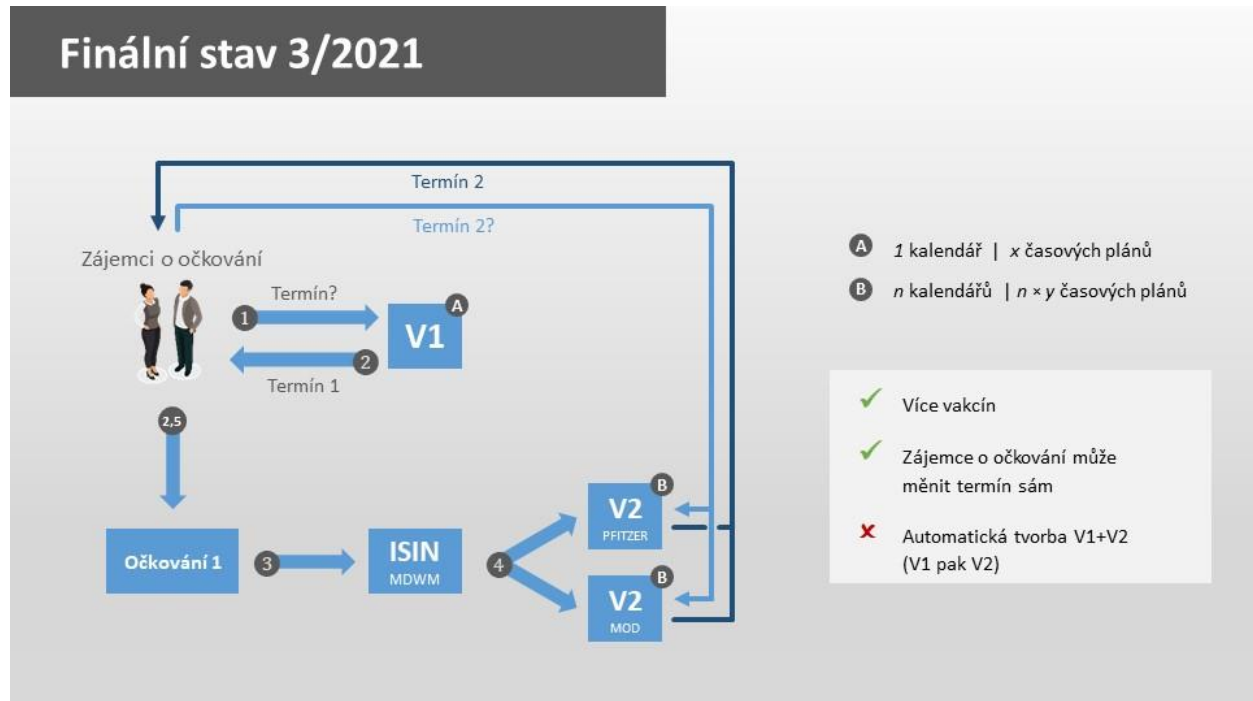 Finální stav 3/2021
Termín 2
Termín 2?
Zájemci o očkování
Termín?
1
A
V1
2
Termín 1
2,5
Očkování 1
3
ISIN
MDWM
4
B
V2
PFITZER
B
V2
MOD
A 1 kalendář | x časových plánů
B n kalendářů | n × y časových plánů
Více vakcín
Zájemce o očkování může
měnit termín sám
Automatická tvorba V1+V2
(V1 pak V2)